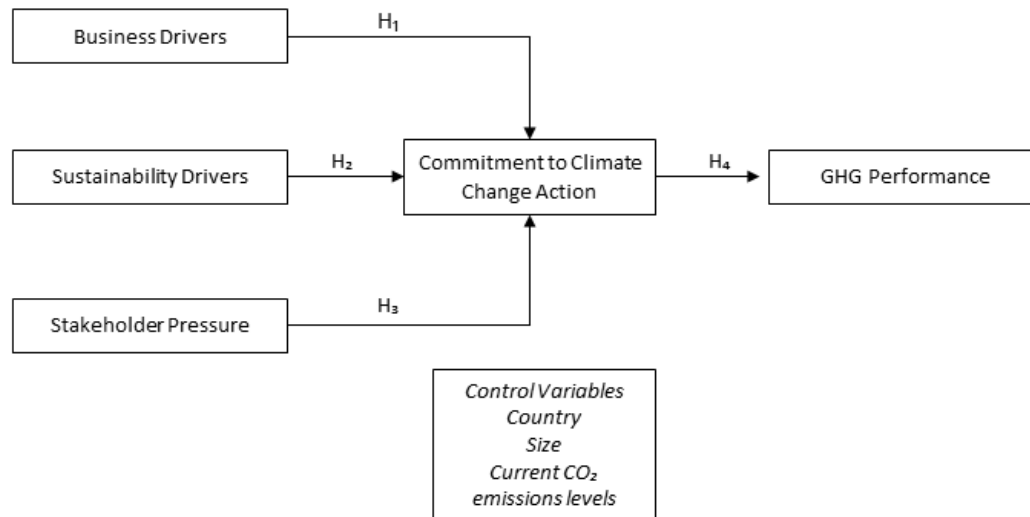 H₁
Business Drivers
Sustainability Drivers
H₂
Commitment to Climate
Change Action
H₄
GHG Performance
Stakeholder Pressure
H₃
Control Variables
Country
Size
Current CO₂
emissions levels